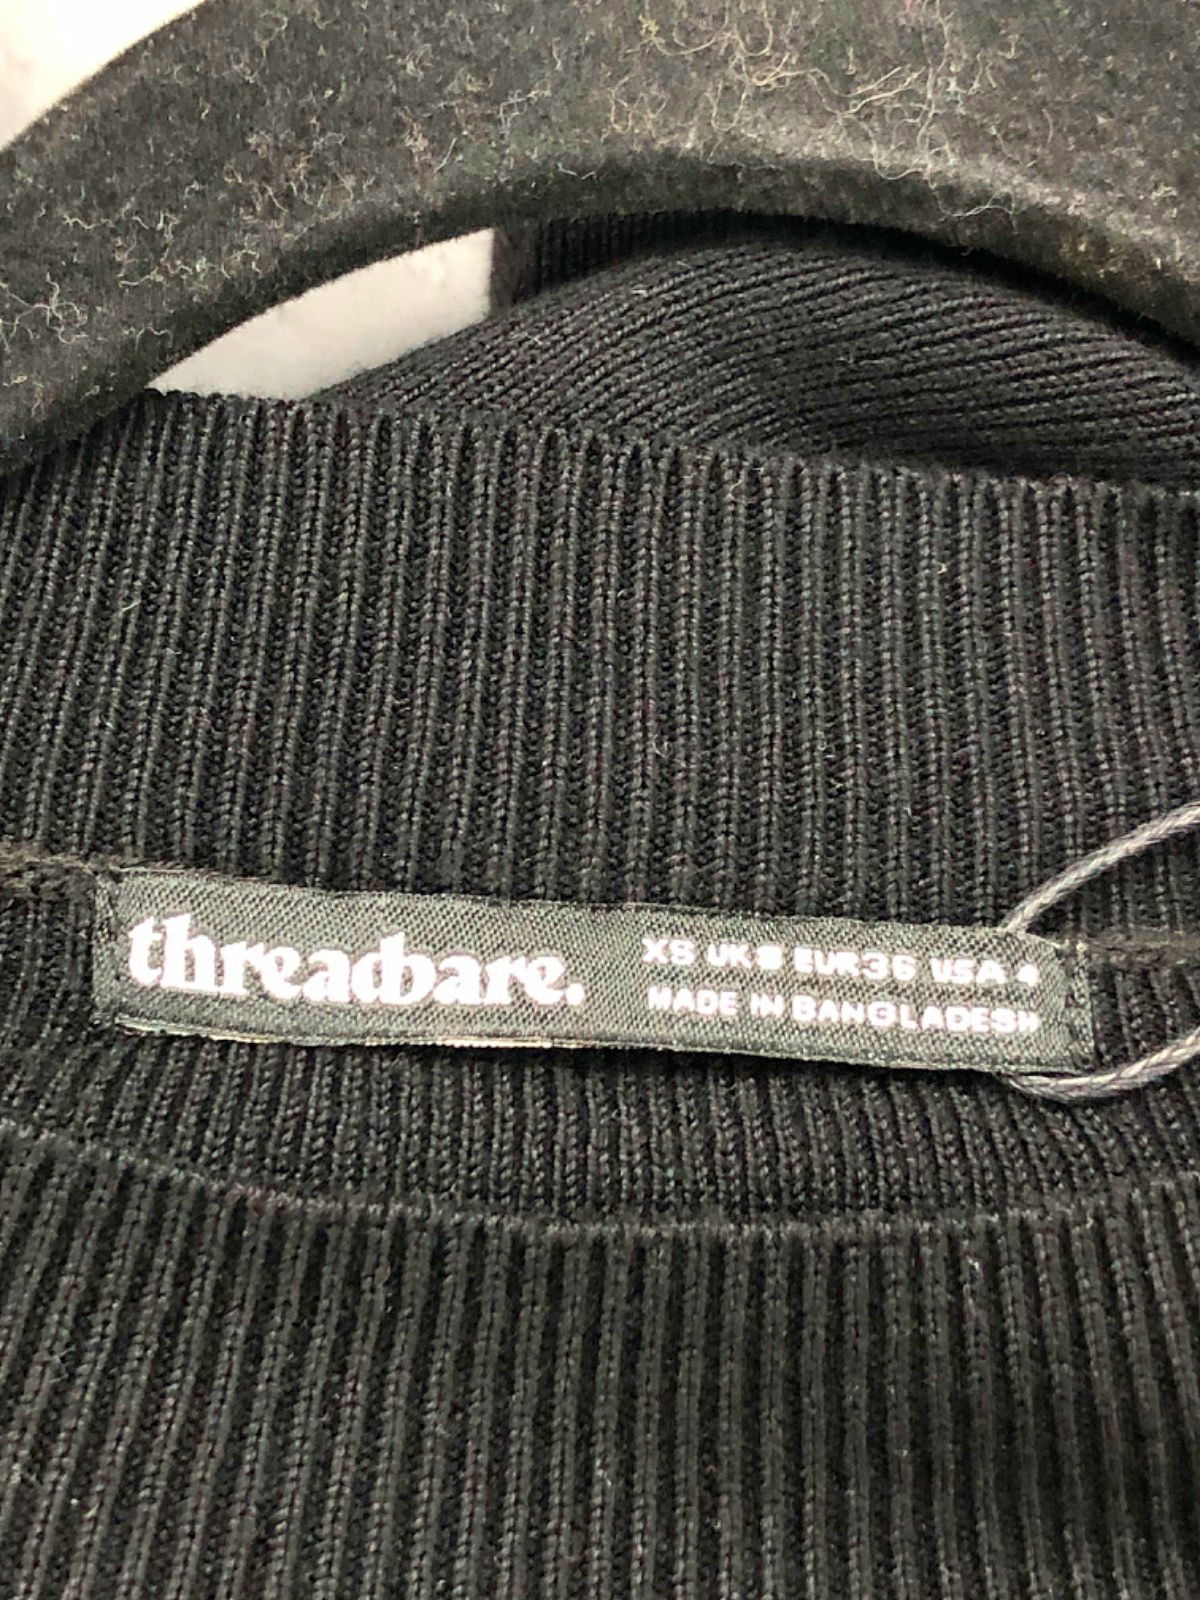 threadbare.
XS UK 8 EUR36 USA 4
MADE IN BANGLADESH